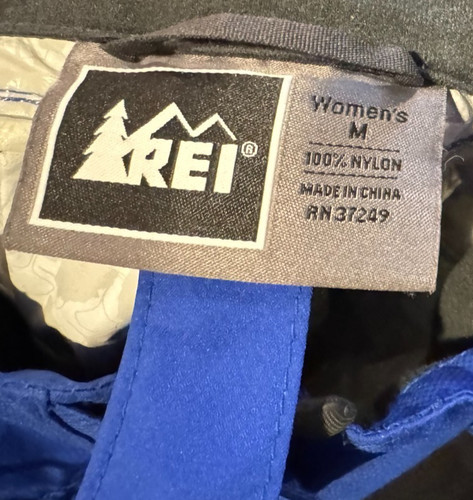 REI®
Women's
M
100% NYLON
MADE IN CHINA
RN 37249